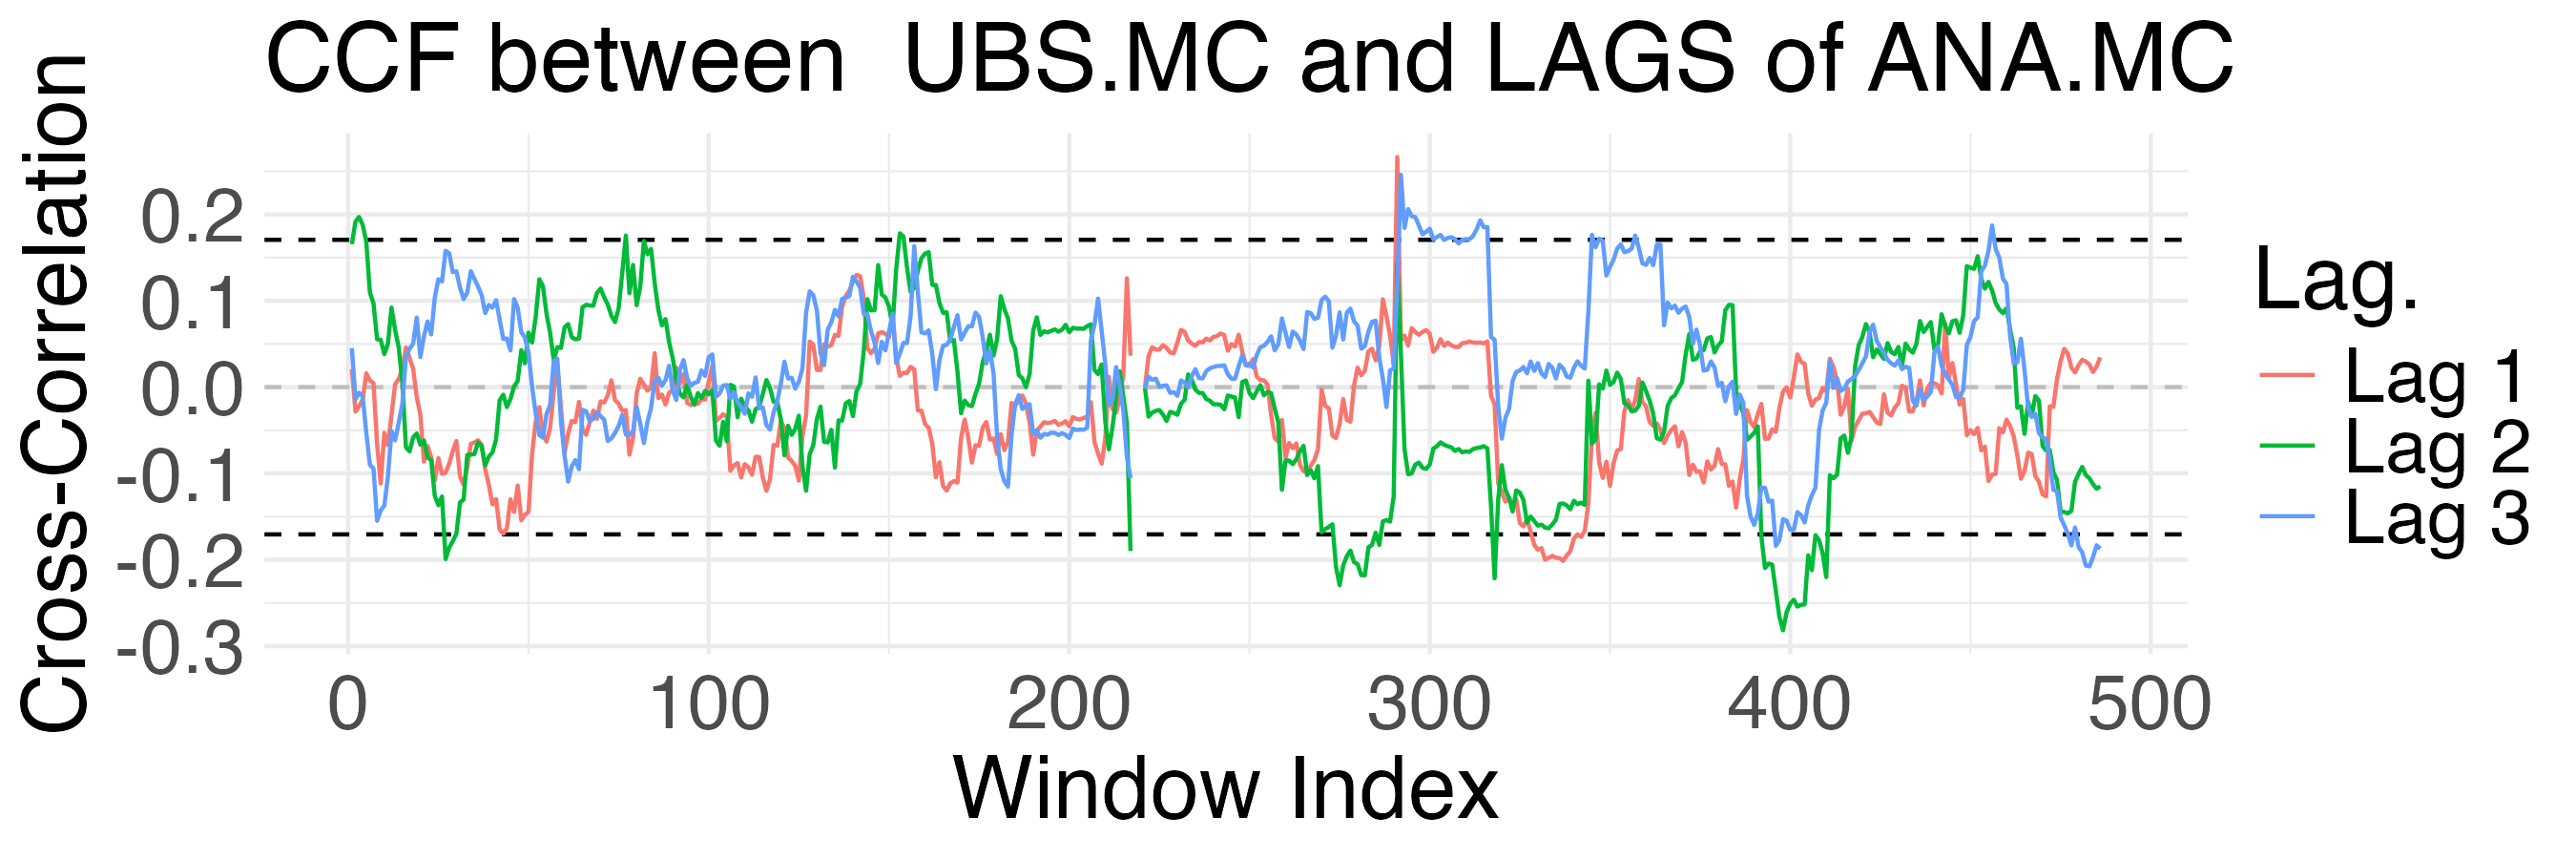 CCF between  UBS.MC and LAGS of ANA.MC
Cross-Correlation
0.2
0.1
0.0
-0.1
-0.2
-0.3
0 100 200 300 400 500
Window Index
Lag.
Lag 1
Lag 2
Lag 3